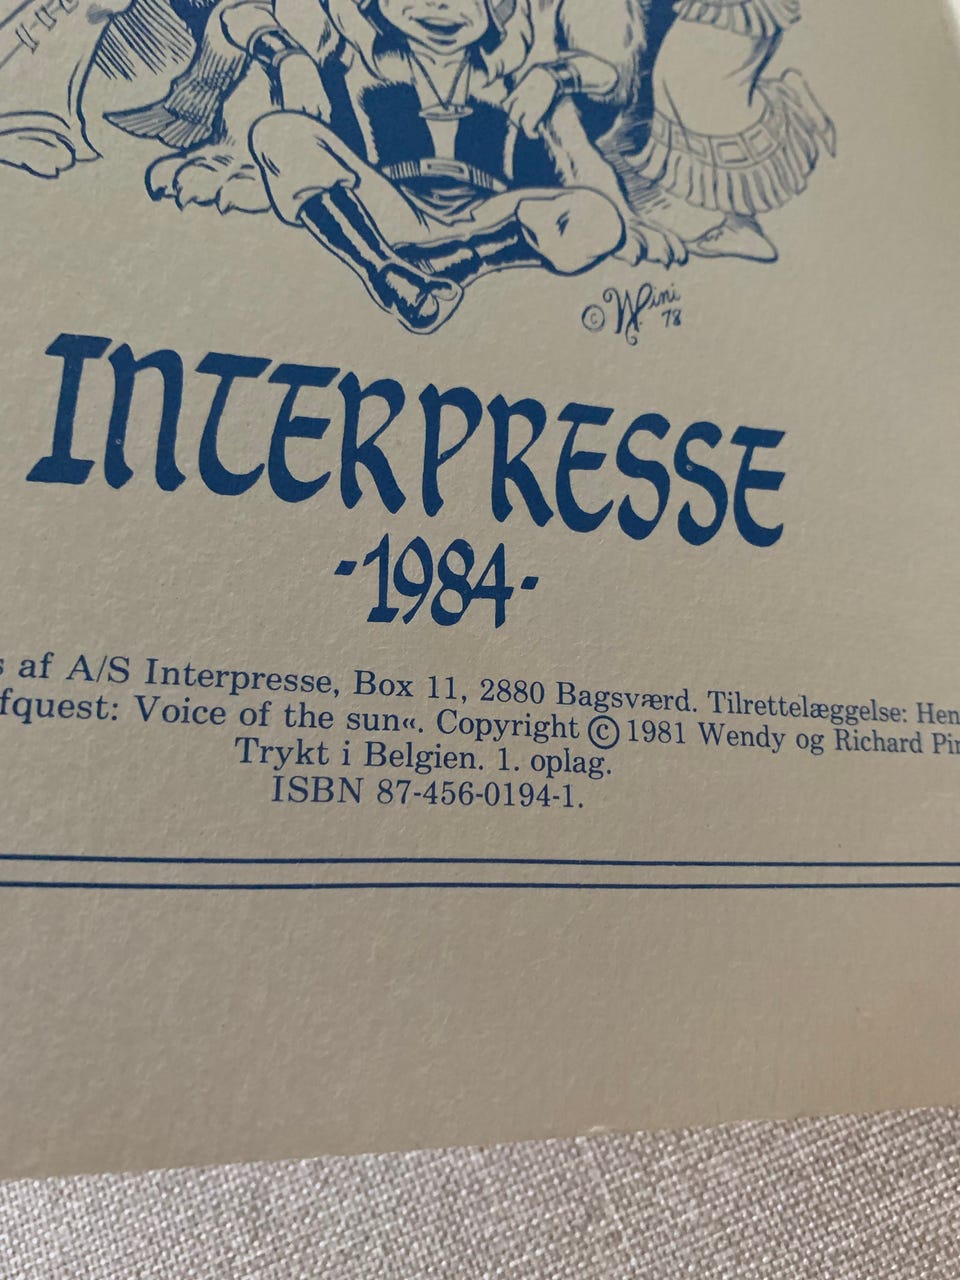 © WPini
78
INTERPRESSE
-1984-
af A/S Interpresse, Box 11, 2880 Bagsværd. Tilrettelæggelse: Hen
fquest: Voice of the sun«. Copyright © 1981 Wendy og Richard Pin
Trykt i Belgien. 1. oplag.
ISBN 87-456-0194-1.